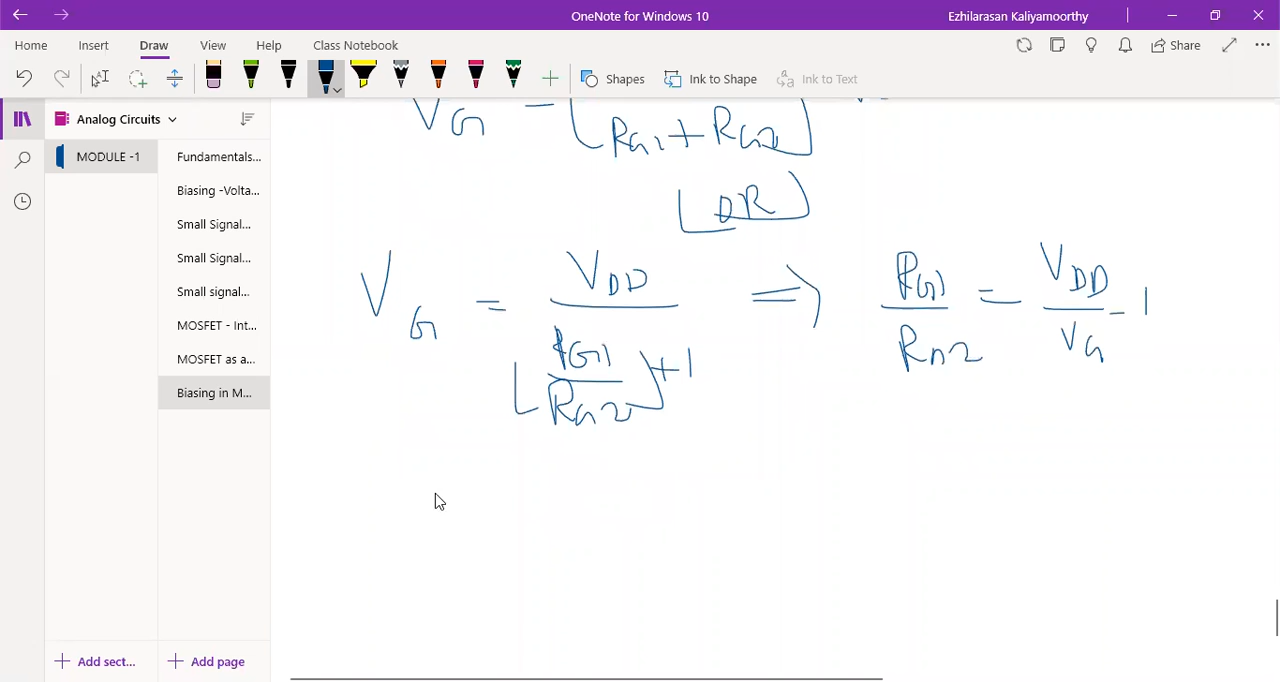 OneNote for Windows 10
Ezhilarasan Kaliyamoorthy
Home Insert Draw View Help Class Notebook
Share
Shapes Ink to Shape Ink to Text
Analog Circuits
MODULE -1
Fundamentals...
Biasing -Volta...
Small Signal...
Small Signal...
Small signal...
MOSFET - Int...
MOSFET as a...
Biasing in M...
Add sect...
Add page
VG = [ RG1 + RG2 ]
[OR]
VG = VDD / [RG1 / RG2] + 1 ⇒ RG1 / RG2 = VDD / VG - 1